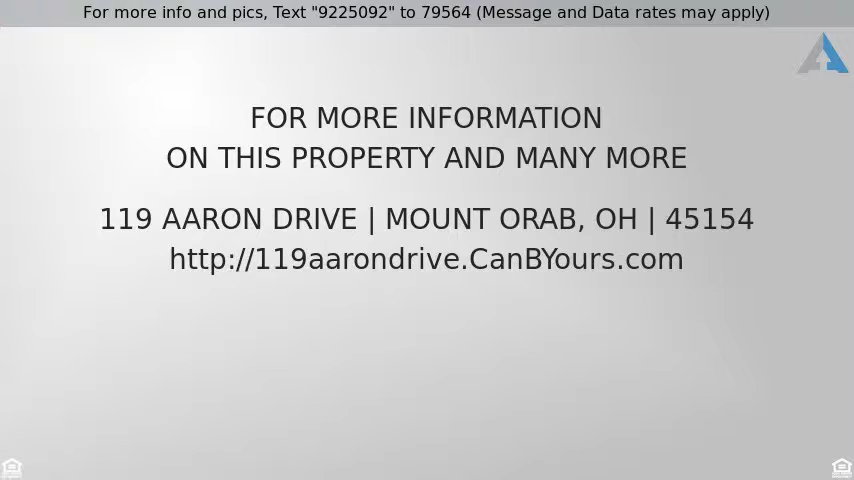 For more info and pics, Text "9225092" to 79564 (Message and Data rates may apply)
FOR MORE INFORMATION
ON THIS PROPERTY AND MANY MORE
119 AARON DRIVE | MOUNT ORAB, OH | 45154
http://119aarondrive.CanBYours.com